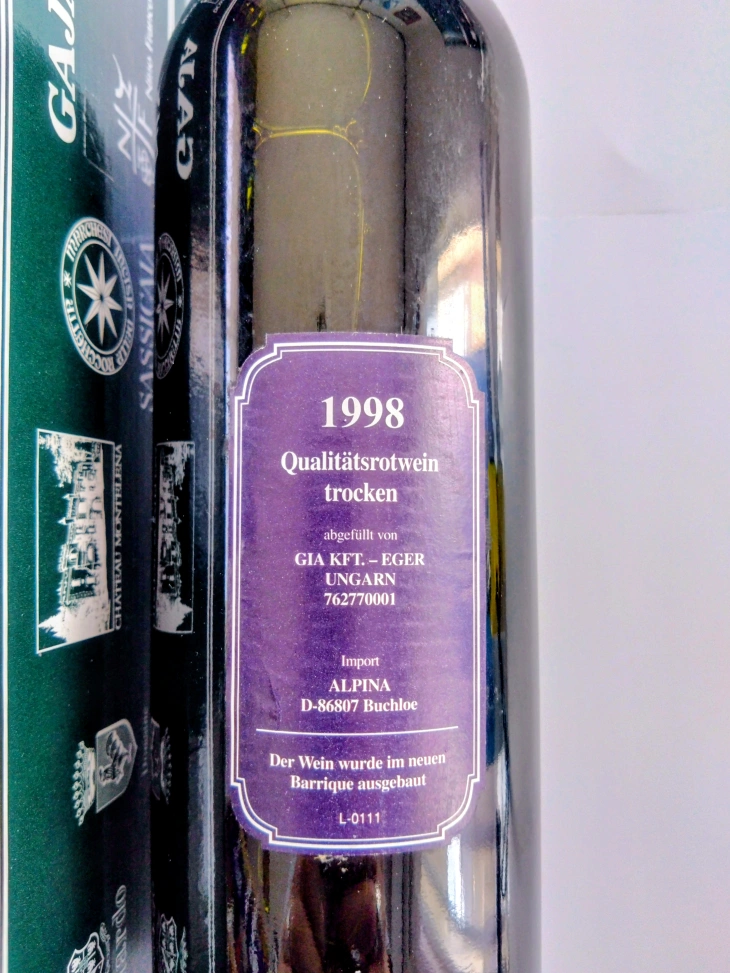 1998
Qualitätsrotwein
trocken
abgefüllt von
GIA KFT. – EGER
UNGARN
762770001
Import
ALPINA
D-86807 Buchloe
Der Wein wurde im neuen
Barrique ausgebaut
L-0111
GAJA
SASSICAIA
CHATEAU MONTELENA